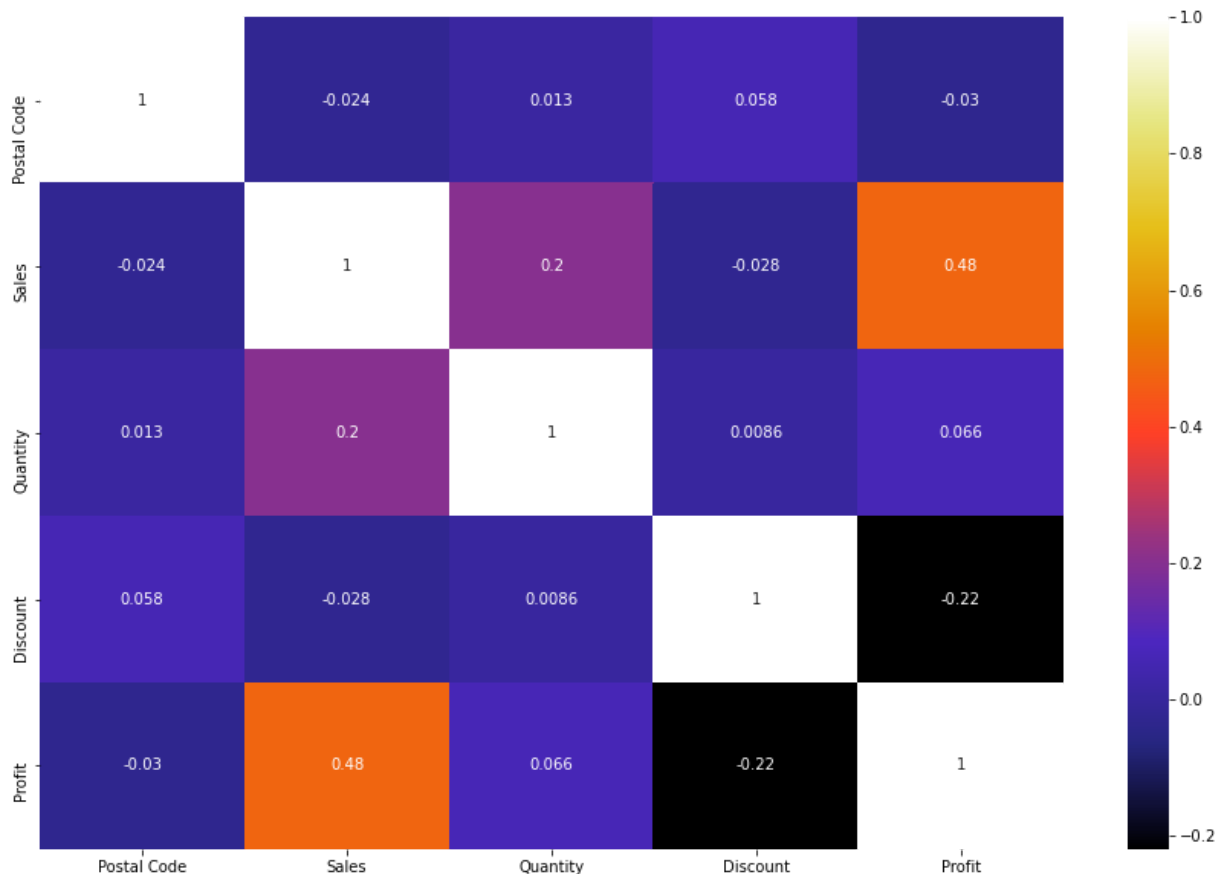 Postal Code 1 -0.024 0.013 0.058 -0.03
Sales -0.024 1 0.2 -0.028 0.48
Quantity 0.013 0.2 1 0.0086 0.066
Discount 0.058 -0.028 0.0086 1 -0.22
Profit -0.03 0.48 0.066 -0.22 1
Postal Code Sales Quantity Discount Profit
1.0
0.8
0.6
0.4
0.2
0.0
−0.2